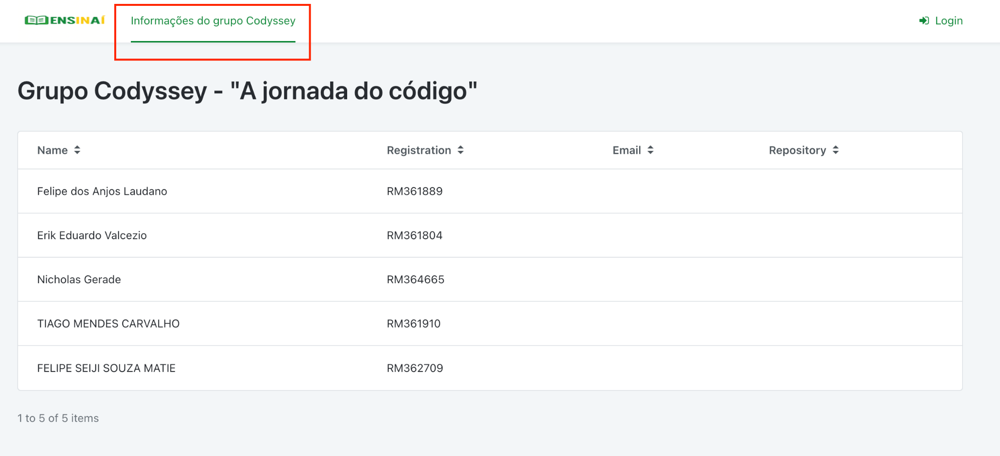 ENSINAÍ Informações do grupo Codyssey Login
Grupo Codyssey - "A jornada do código"
Name Registration Email Repository
Felipe dos Anjos Laudano RM361889
Erik Eduardo Valcezio RM361804
Nicholas Gerade RM364665
TIAGO MENDES CARVALHO RM361910
FELIPE SEIJI SOUZA MATIE RM362709
1 to 5 of 5 items